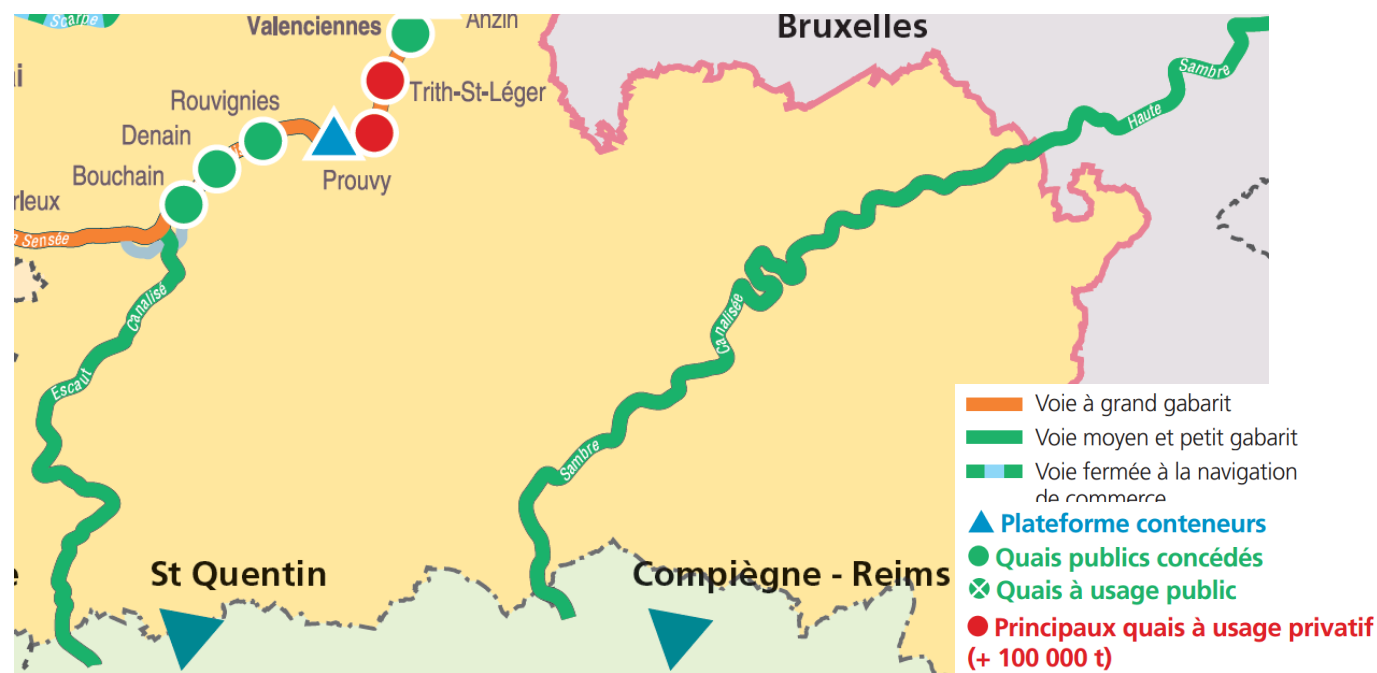 Scarpe
Valenciennes
Anzin
Bruxelles
Trith-St-Léger
Rouvignies
Denain
Bouchain
Prouvy
Sensée
Canalisé
Escaut
Sambre
Haute
Canalisée
Sambre
St Quentin
Compiègne - Reims
Voie à grand gabarit
Voie moyen et petit gabarit
Voie fermée à la navigation
de commerce
Plateforme conteneurs
Quais publics concédés
Quais à usage public
Principaux quais à usage privatif
(+ 100 000 t)